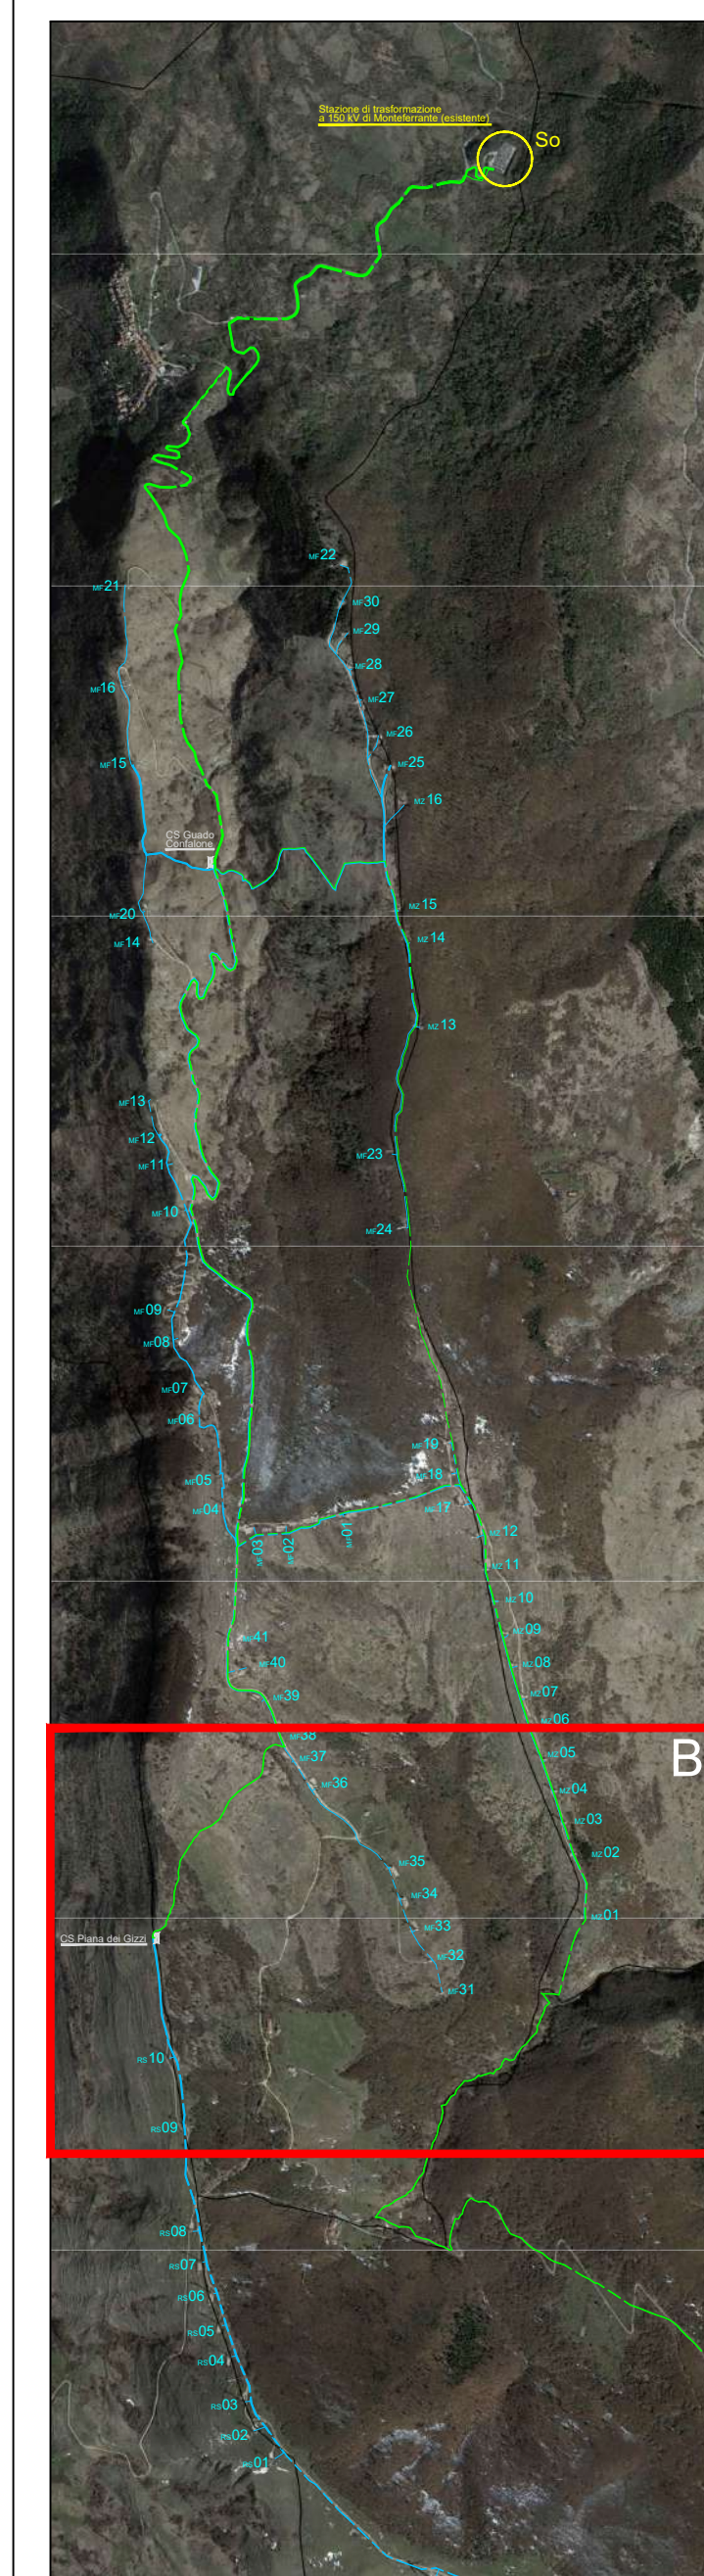 Stazione di trasformazione
a 150 kV di Monteferrante (esistente)
So
MF22
MF21
MF30
MF29
MF28
MF16
MF27
MF26
MF15
MF25
MZ16
CS Guado
Confalone
MF20
MZ15
MF14
MZ14
MZ13
MF13
MF12
MF23
MF11
MF10
MF24
MF09
MF08
MF07
MF06
MF19
MF18
MF05
MF17
MF04
MF01
MF03
MF02
MZ12
MZ11
MZ10
MZ09
MF41
MZ08
MF40
MF39
MZ07
MZ06
MF38
B
MF37
MZ05
MF36
MZ04
MZ03
MZ02
MF35
MF34
MZ01
MF33
CS Piana dei Gizzi
MF32
MF31
RS10
RS09
RS08
RS07
RS06
RS05
RS04
RS03
RS02
RS01